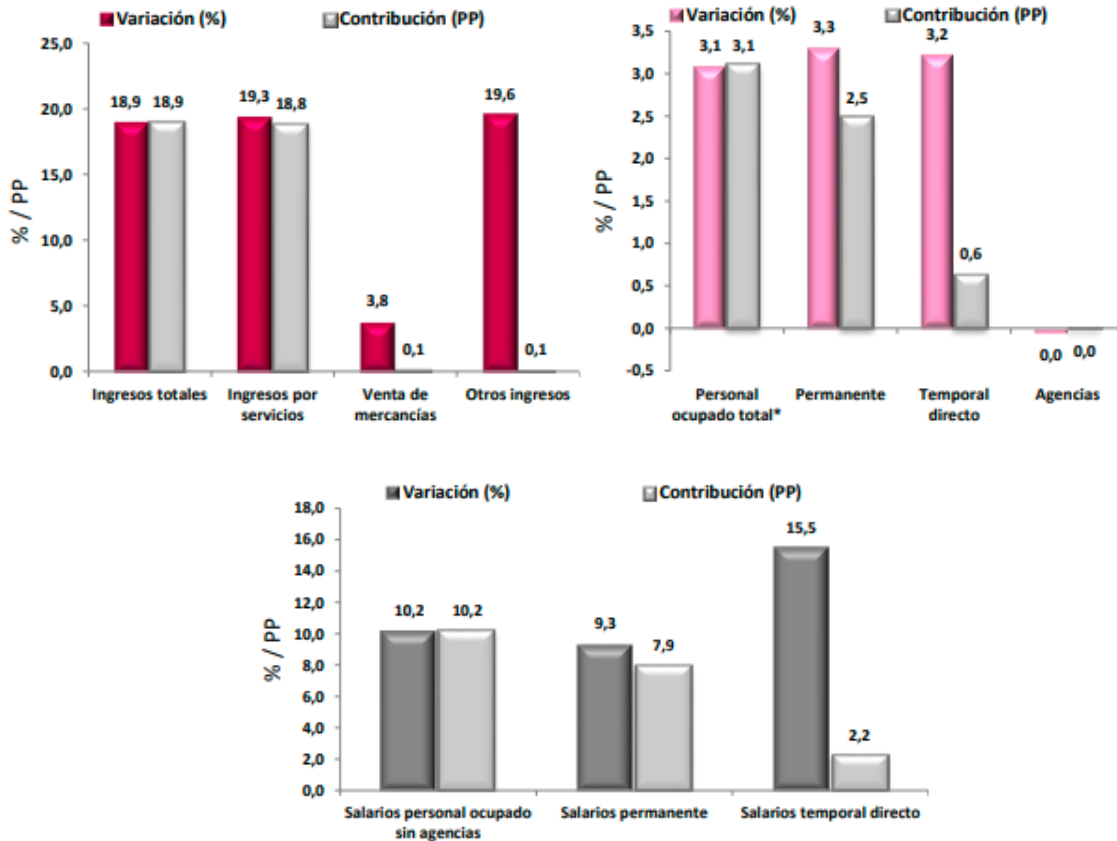 Variación (%) Contribución (PP)
25,0
20,0
15,0
10,0
5,0
0,0
% / PP
18,9 18,9
19,3 18,8
3,8 0,1
19,6 0,1
Ingresos totales
Ingresos por
servicios
Venta de
mercancías
Otros ingresos
Variación (%) Contribución (PP)
3,5
3,0
2,5
2,0
1,5
1,0
0,5
0,0
-0,5
% / PP
3,1 3,1
3,3 2,5
3,2 0,6
0,0 0,0
Personal
ocupado total*
Permanente
Temporal
directo
Agencias
Variación (%) Contribución (PP)
18,0
16,0
14,0
12,0
10,0
8,0
6,0
4,0
2,0
0,0
% / PP
10,2 10,2
9,3 7,9
15,5 2,2
Salarios personal ocupado
sin agencias
Salarios permanente
Salarios temporal directo